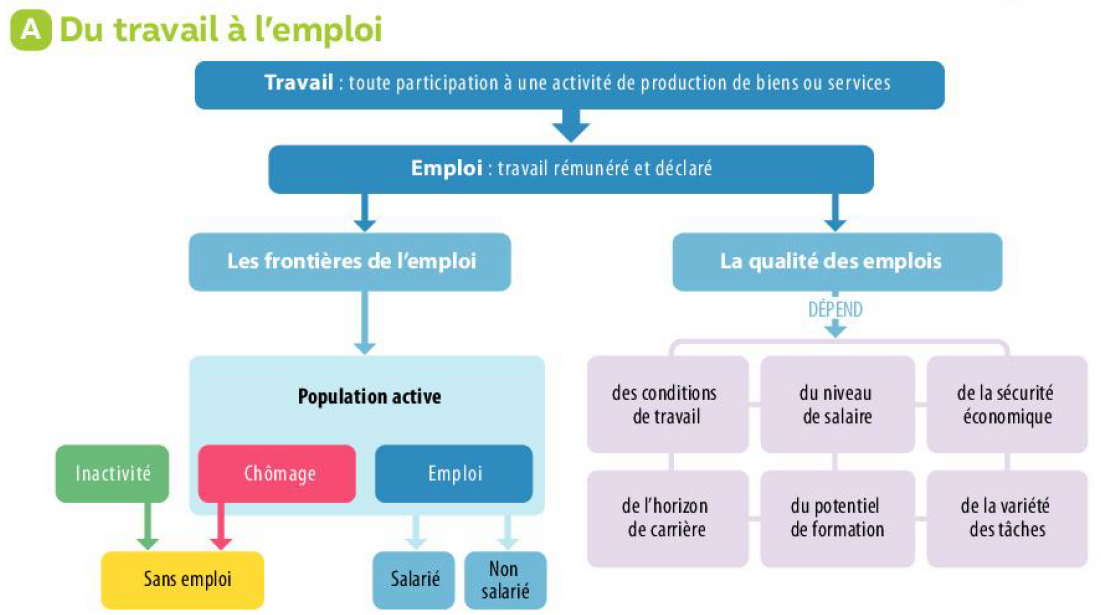 A Du travail à l'emploi
Travail : toute participation à une activité de production de biens ou services
Emploi : travail rémunéré et déclaré
Les frontières de l'emploi
La qualité des emplois
DÉPEND
Population active
Inactivité
Chômage
Emploi
Sans emploi
Salarié
Non
salarié
des conditions
de travail
du niveau
de salaire
de la sécurité
économique
de l'horizon
de carrière
du potentiel
de formation
de la variété
des tâches